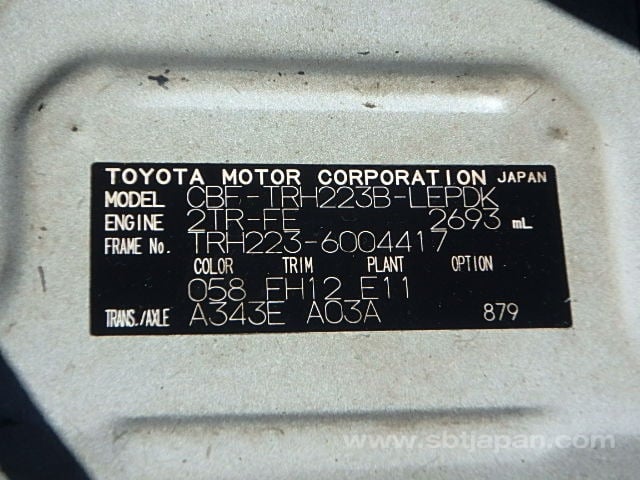 TOYOTA MOTOR CORPORATION JAPAN
MODEL CBF-TRH223B-LEPDK
ENGINE 2TR-FE 2693 mL
FRAME No. TRH223-6004417
COLOR TRIM PLANT OPTION
058 FH12 E11
TRANS./AXLE A343E A03A 879
www.sbtjapan.com